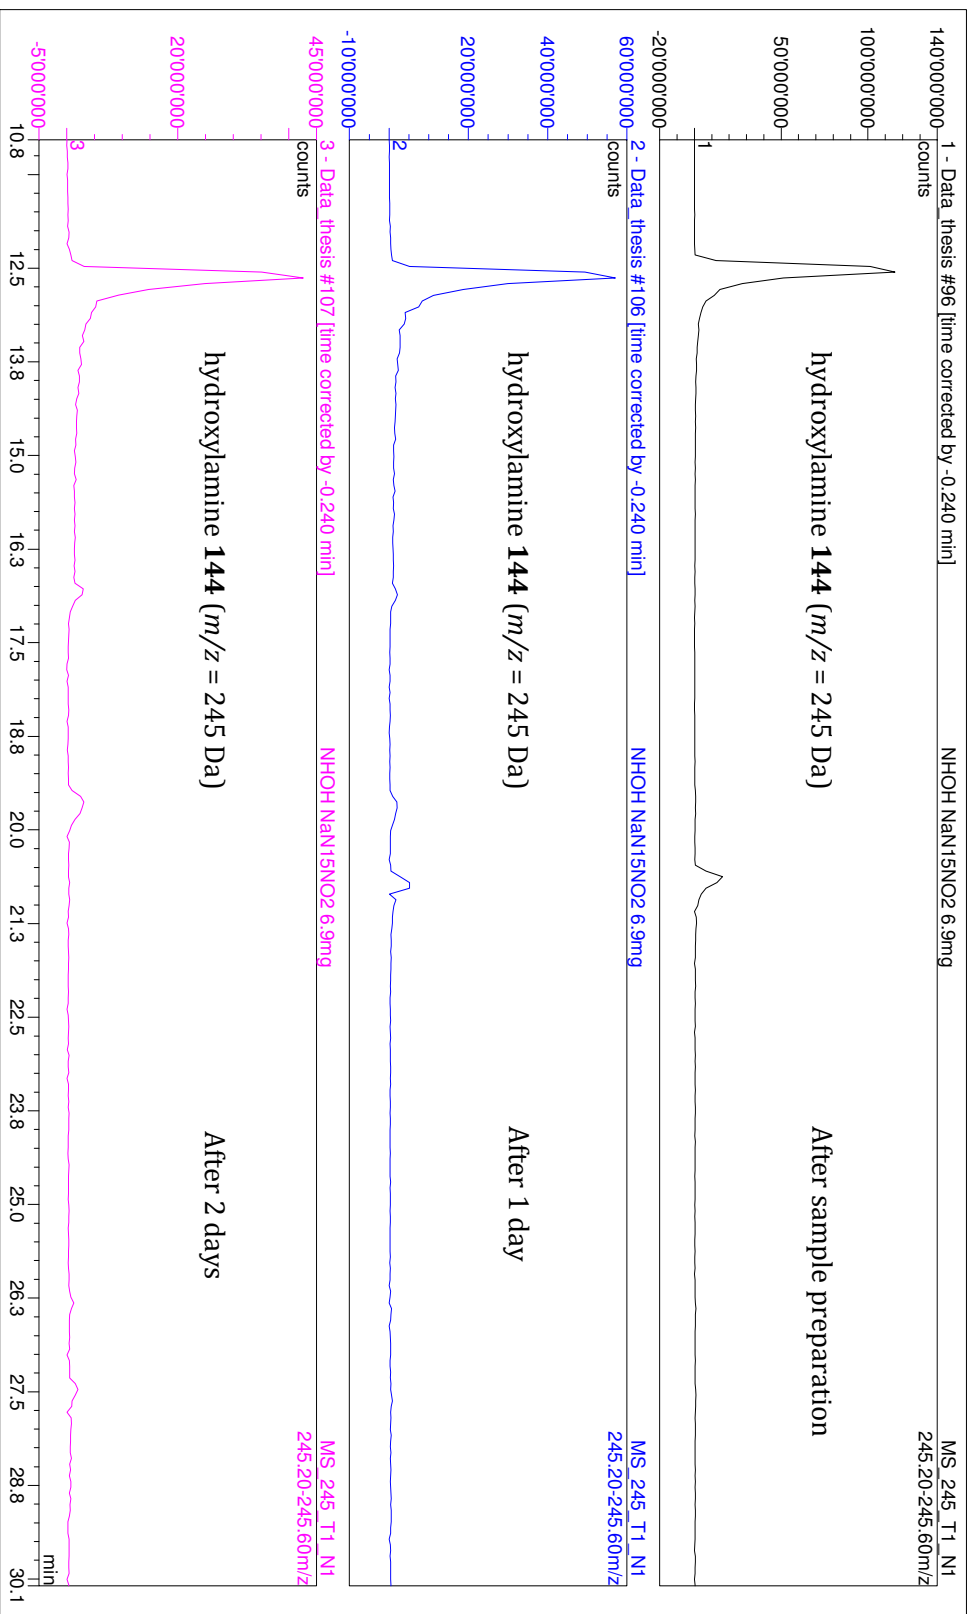 1 - Data_thesis #96 [time corrected by -0.240 min]
NHOH NaN15NO2 6.9mg
MS_245_T1_N1
140'000'000
counts
245.20-245.60m/z
100'000'000
50'000'000
-20'000'000
1
hydroxylamine 144 (m/z = 245 Da)
After sample preparation
2 - Data_thesis #106 [time corrected by -0.240 min]
NHOH NaN15NO2 6.9mg
MS_245_T1_N1
60'000'000
counts
245.20-245.60m/z
40'000'000
20'000'000
-10'000'000
2
hydroxylamine 144 (m/z = 245 Da)
After 1 day
3 - Data_thesis #107 [time corrected by -0.240 min]
NHOH NaN15NO2 6.9mg
MS_245_T1_N1
45'000'000
counts
245.20-245.60m/z
20'000'000
-5'000'000
3
hydroxylamine 144 (m/z = 245 Da)
After 2 days
min
10.8 12.5 13.8 15.0 16.3 17.5 18.8 20.0 21.3 22.5 23.8 25.0 26.3 27.5 28.8 30.1